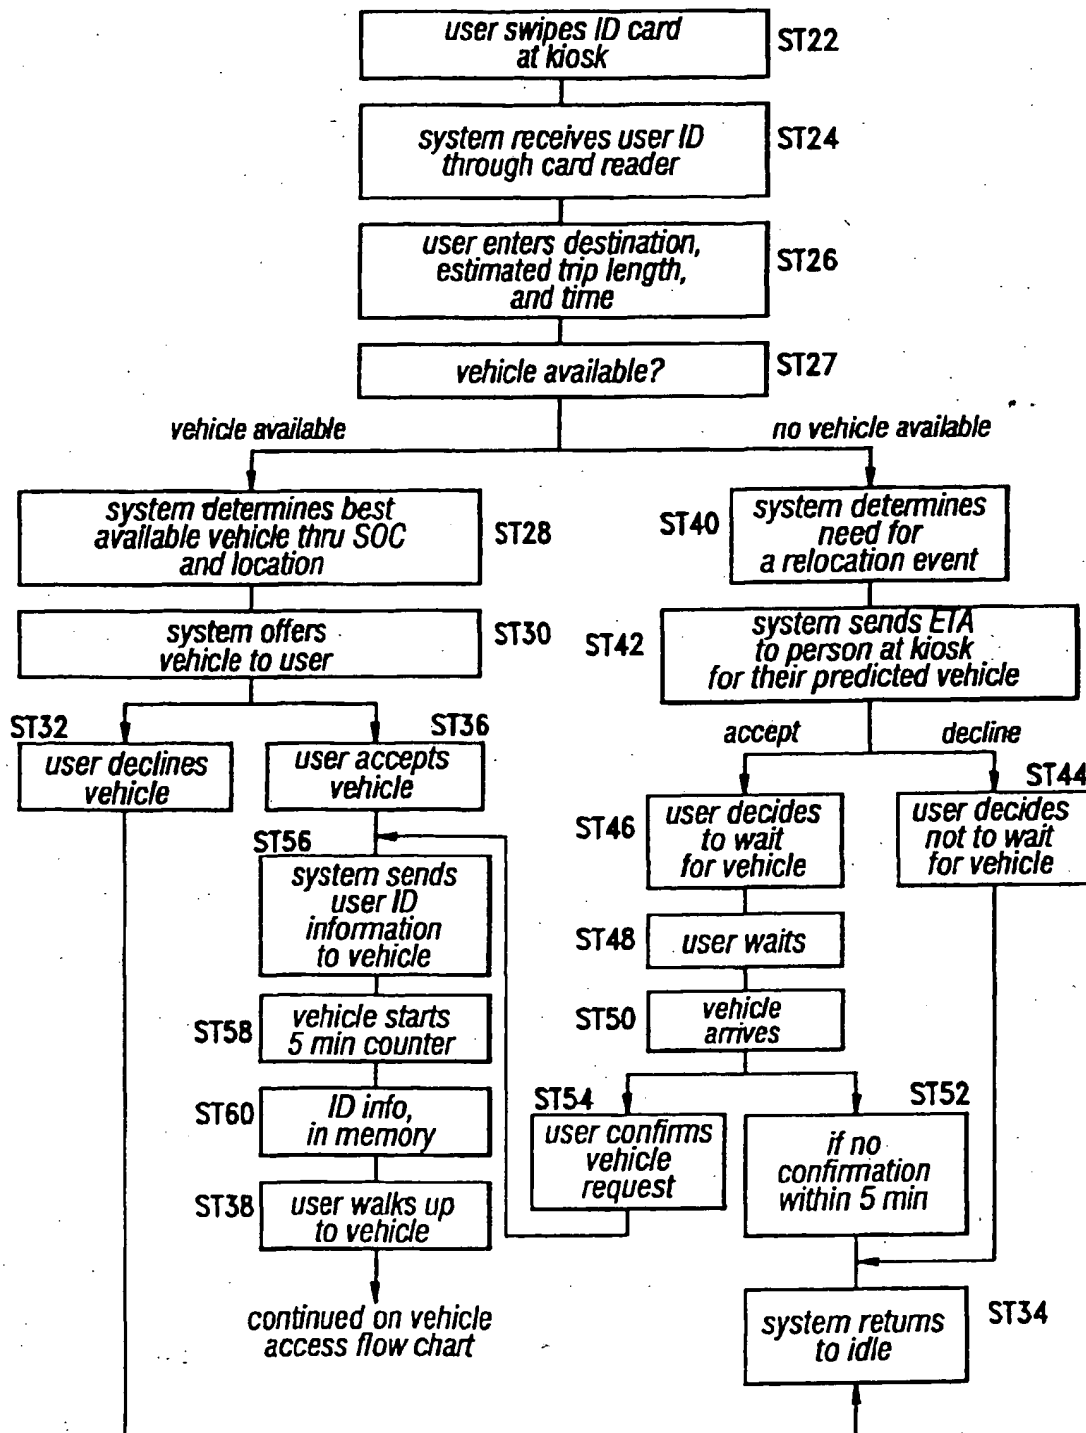 user swipes ID card
at kiosk
ST22
system receives user ID
through card reader
ST24
user enters destination,
estimated trip length,
and time
ST26
vehicle available?
ST27
vehicle available
no vehicle available
system determines best
available vehicle thru SOC
and location
ST28
ST40
system determines
need for
a relocation event
system offers
vehicle to user
ST30
ST42
system sends ETA
to person at kiosk
for their predicted vehicle
ST32
user declines
vehicle
ST36
user accepts
vehicle
accept
decline
ST46
user decides
to wait
for vehicle
ST44
user decides
not to wait
for vehicle
ST56
system sends
user ID
information
to vehicle
ST48
user waits
ST58
vehicle starts
5 min counter
ST50
vehicle
arrives
ST60
ID info,
in memory
ST54
user confirms
vehicle
request
ST52
if no
confirmation
within 5 min
ST38
user walks up
to vehicle
continued on vehicle
access flow chart
system returns
to idle
ST34